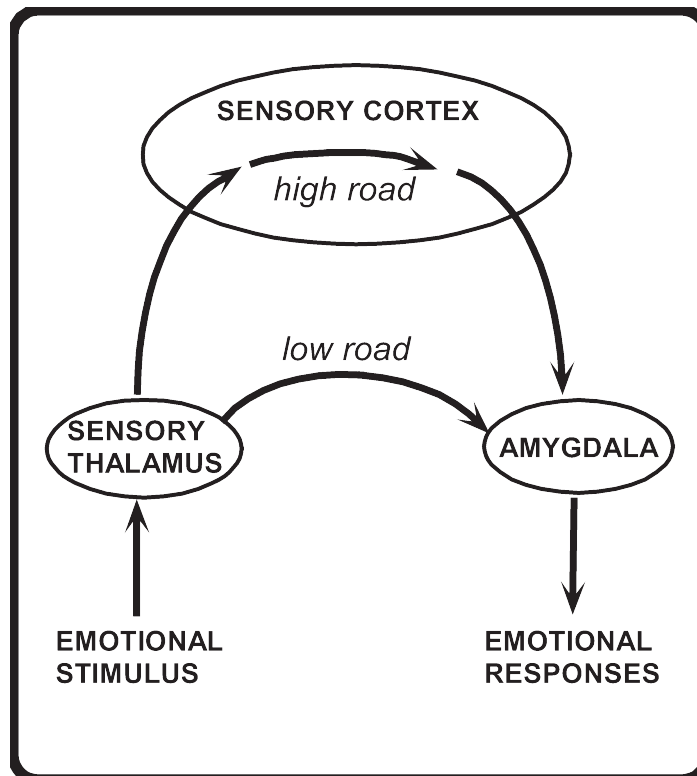 SENSORY CORTEX
high road
low road
SENSORY
THALAMUS
AMYGDALA
EMOTIONAL
STIMULUS
EMOTIONAL
RESPONSES